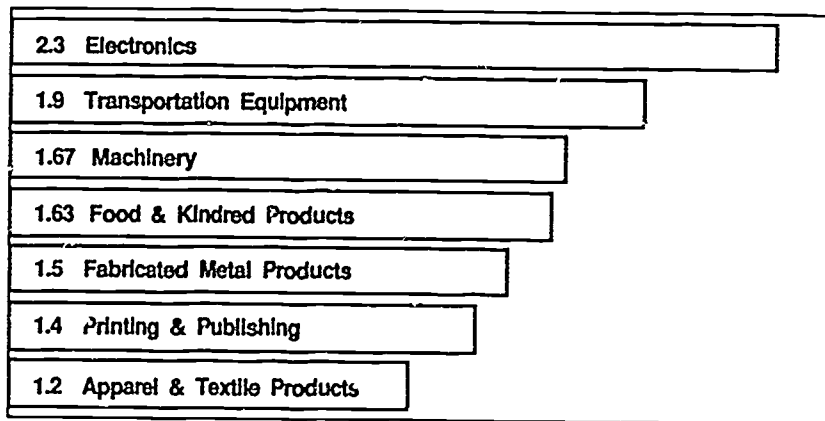 2.3 Electronics
1.9 Transportation Equipment
1.67 Machinery
1.63 Food & Kindred Products
1.5 Fabricated Metal Products
1.4 Printing & Publishing
1.2 Apparel & Textile Products